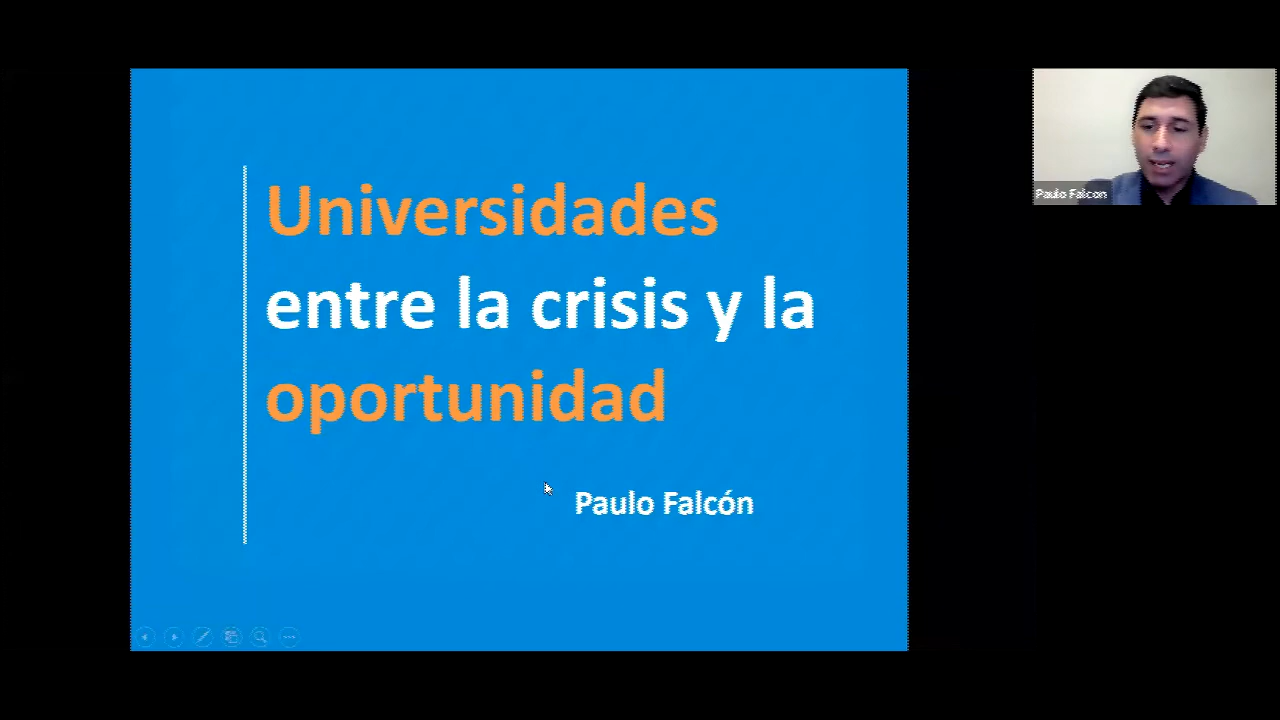 Universidades
entre la crisis y la
oportunidad
Paulo Falcón
Paulo Falcon